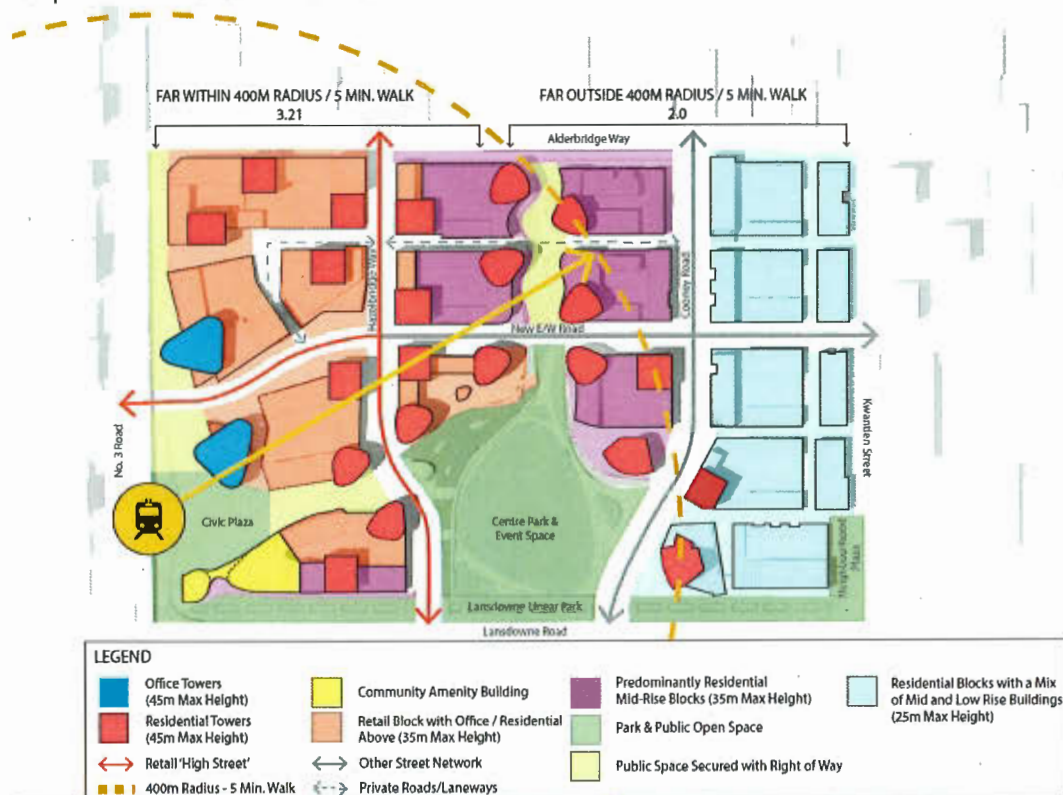 FAR WITHIN 400M RADIUS / 5 MIN. WALK
3.21
FAR OUTSIDE 400M RADIUS / 5 MIN. WALK
2.0
Alderbridge Way
Hazelbridge Way
Cooney Road
New E/W Road
No. 3 Road
Kwantlen Street
Civic Plaza
Centre Park &
Event Space
Neighbourhood
Plaza
Lansdowne Linear Park
Lansdowne Road
LEGEND
Office Towers
(45m Max Height)
Residential Towers
(45m Max Height)
Retail 'High Street'
400m Radius - 5 Min. Walk
Community Amenity Building
Retail Block with Office / Residential
Above (35m Max Height)
Other Street Network
Private Roads/Laneways
Predominantly Residential
Mid-Rise Blocks (35m Max Height)
Park & Public Open Space
Public Space Secured with Right of Way
Residential Blocks with a Mix
of Mid and Low Rise Buildings
(25m Max Height)